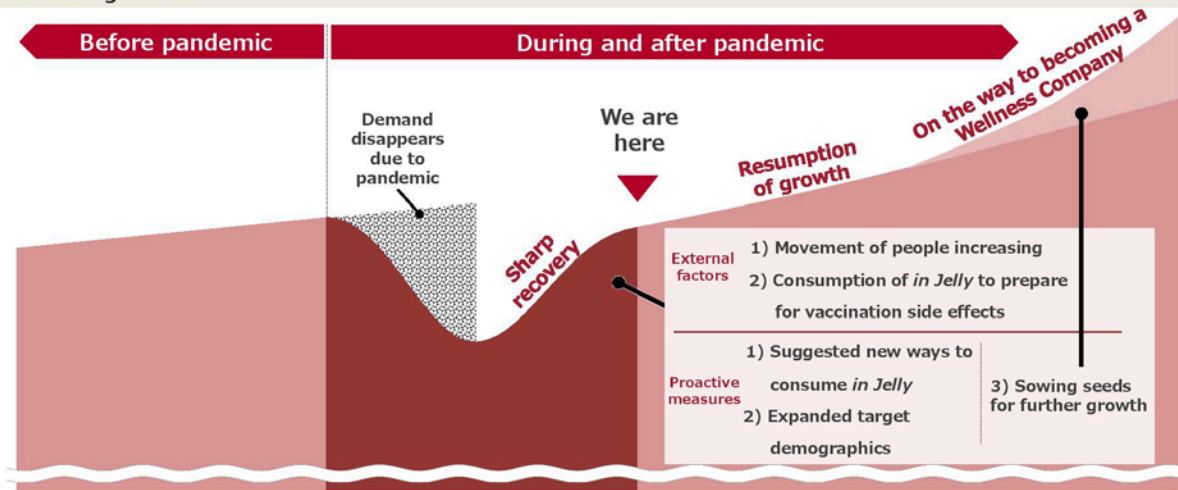 Before pandemic
During and after pandemic
Demand
disappears
due to
pandemic
We are
here
Sharp
recovery
Resumption
of growth
On the way to becoming a
Wellness Company
External
factors
1) Movement of people increasing
2) Consumption of in Jelly to prepare
for vaccination side effects
Proactive
measures
1) Suggested new ways to
consume in Jelly
2) Expanded target
demographics
3) Sowing seeds
for further growth